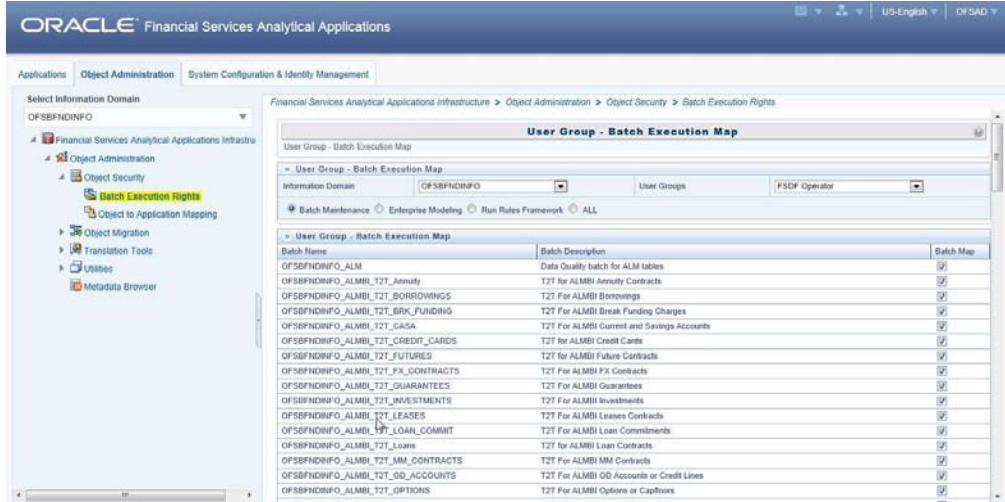 US-English
OFSAD
ORACLE Financial Services Analytical Applications
Applications
Object Administration
System Configuration & Identity Management
Select Information Domain
OFSBFNDINFO
Financial Services Analytical Applications Infrastru
Object Administration
Object Security
Batch Execution Rights
Object to Application Mapping
Object Migration
Translation Tools
Utilities
Metadata Browser
Financial Services Analytical Applications Infrastructure > Object Administration > Object Security > Batch Execution Rights
User Group - Batch Execution Map
User Group - Batch Execution Map
User Group - Batch Execution Map
Information Domain OFSBFNDINFO User Groups FSDF Operator
Batch Maintenance Enterprise Modeling Run Rules Framework ALL
User Group - Batch Execution Map
Batch Name Batch Description Batch Map
OFSBFNDINFO_ALM Data Quality batch for ALM tables
OFSBFNDINFO_ALMBI_T2T_Annuity T2T for ALMBI Annuity Contracts
OFSBFNDINFO_ALMBI_T2T_BORROWINGS T2T For ALMBI Borrowings
OFSBFNDINFO_ALMBI_T2T_BRK_FUNDING T2T For ALMBI Break Funding Charges
OFSBFNDINFO_ALMBI_T2T_CASA T2T For ALMBI Current and Savings Accounts
OFSBFNDINFO_ALMBI_T2T_CREDIT_CARDS T2T for ALMBI Credit Cards
OFSBFNDINFO_ALMBI_T2T_FUTURES T2T For ALMBI Future Contracts
OFSBFNDINFO_ALMBI_T2T_FX_CONTRACTS T2T For ALMBI FX Contracts
OFSBFNDINFO_ALMBI_T2T_GUARANTEES T2T For ALMBI Guarantees
OFSBFNDINFO_ALMBI_T2T_INVESTMENTS T2T For ALMBI Investments
OFSBFNDINFO_ALMBI_T2T_LEASES T2T For ALMBI Leases Contracts
OFSBFNDINFO_ALMBI_T2T_LOAN_COMMIT T2T For ALMBI Loan Commitments
OFSBFNDINFO_ALMBI_T2T_Loans T2T for ALMBI Loan Contracts
OFSBFNDINFO_ALMBI_T2T_MM_CONTRACTS T2T For ALMBI MM Contracts
OFSBFNDINFO_ALMBI_T2T_OD_ACCOUNTS T2T For ALMBI OD Accounts or Credit Lines
OFSBFNDINFO_ALMBI_T2T_OPTIONS T2T For ALMBI Options or Capfloors